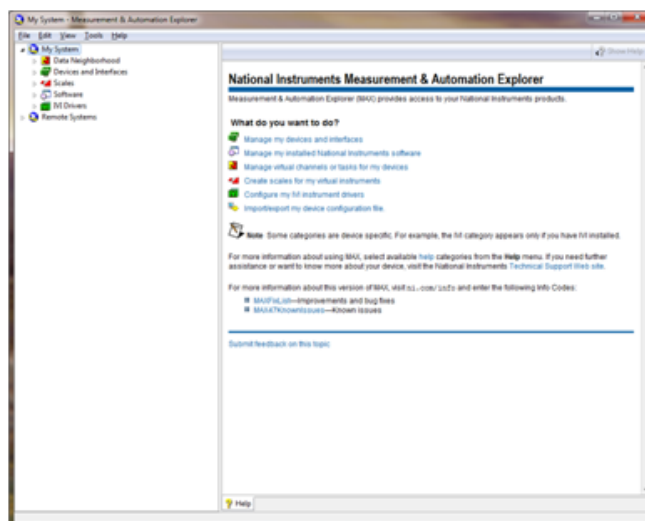 My System - Measurement & Automation Explorer
File Edit View Tools Help
My System
Data Neighborhood
Devices and Interfaces
Scales
Software
IVI Drivers
Remote Systems
Show Help
National Instruments Measurement & Automation Explorer
Measurement & Automation Explorer (MAX) provides access to your National Instruments products.
What do you want to do?
Manage my devices and interfaces
Manage my installed National Instruments software
Manage virtual channels or tasks for my devices
Create scales for my virtual instruments
Configure my IVI instrument drivers
Import/export my device configuration file.
Note Some categories are device specific. For example, the IVI category appears only if you have IVI installed.
For more information about using MAX, select available help categories from the Help menu. If you need further
assistance or want to know more about your device, visit the National Instruments Technical Support Web site.
For more information about this version of MAX, visit ni.com/info and enter the following Info Codes:
MAXFixList—Improvements and bug fixes
MAX47KnownIssues—Known issues
Submit feedback on this topic
Help